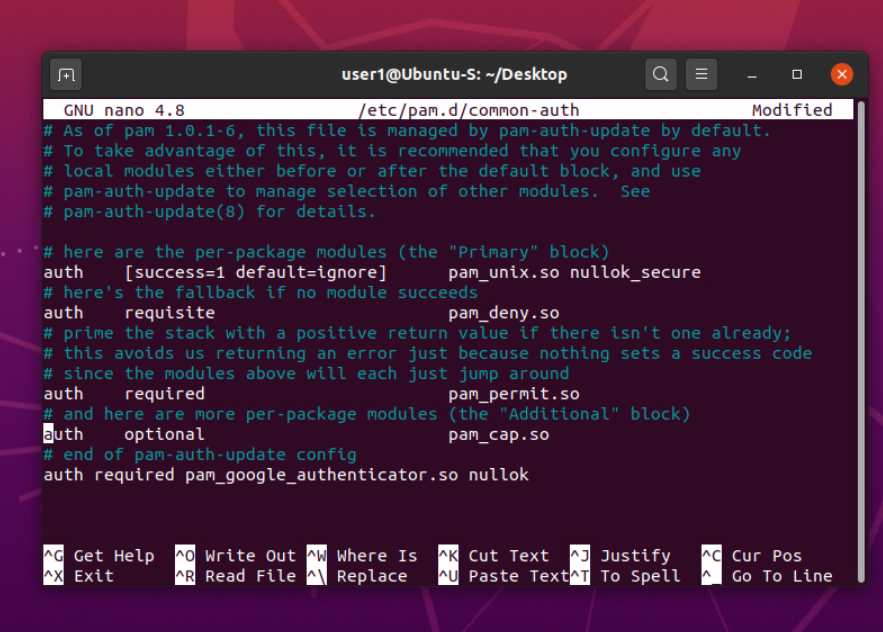 user1@Ubuntu-S: ~/Desktop
GNU nano 4.8 /etc/pam.d/common-auth Modified
# As of pam 1.0.1-6, this file is managed by pam-auth-update by default.
# To take advantage of this, it is recommended that you configure any
# local modules either before or after the default block, and use
# pam-auth-update to manage selection of other modules.  See
# pam-auth-update(8) for details.
# here are the per-package modules (the "Primary" block)
auth    [success=1 default=ignore]      pam_unix.so nullok_secure
# here's the fallback if no module succeeds
auth    requisite                       pam_deny.so
# prime the stack with a positive return value if there isn't one already;
# this avoids us returning an error just because nothing sets a success code
# since the modules above will each just jump around
auth    required                        pam_permit.so
# and here are more per-package modules (the "Additional" block)
auth    optional                        pam_cap.so
# end of pam-auth-update config
auth required pam_google_authenticator.so nullok
^G Get Help ^O Write Out ^W Where Is ^K Cut Text ^J Justify ^C Cur Pos
^X Exit ^R Read File ^\ Replace ^U Paste Text ^T To Spell ^_ Go To Line